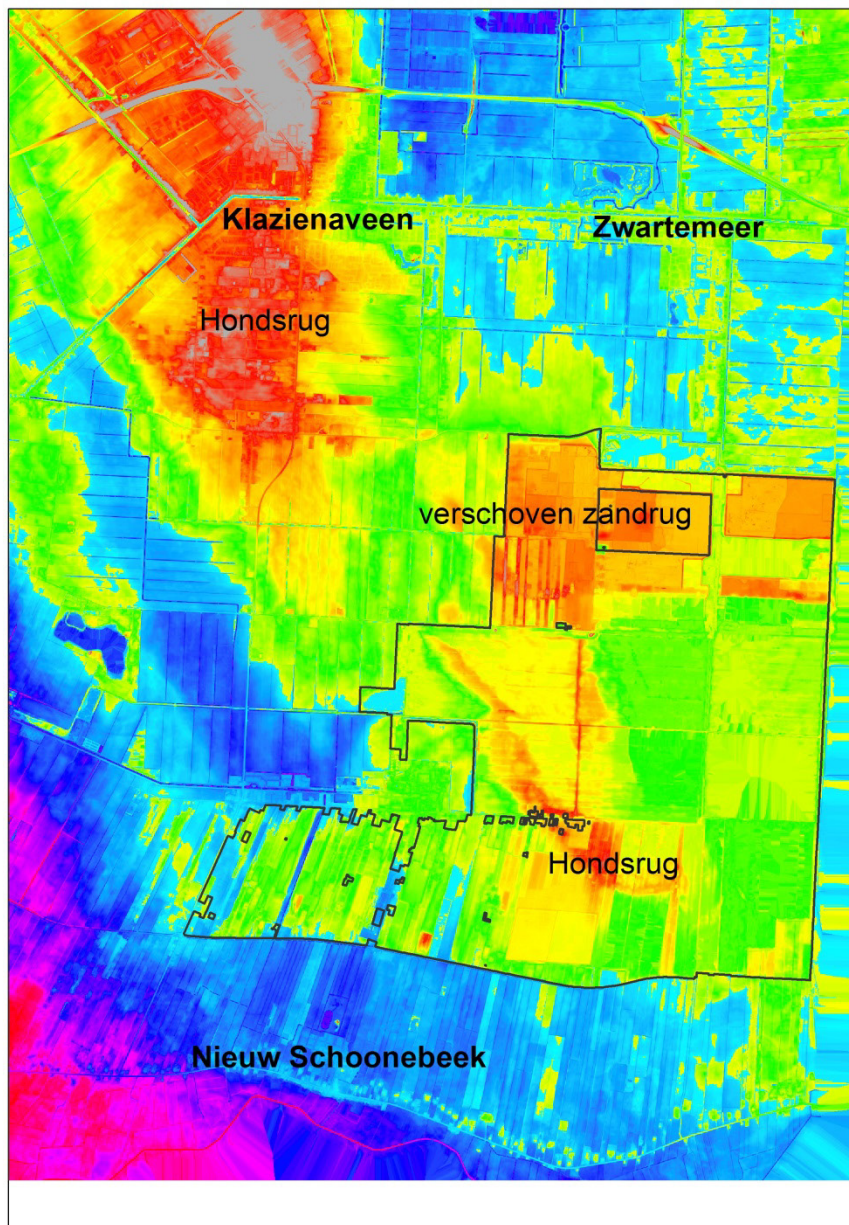 Klazienaveen
Zwartemeer
Hondsrug
verschoven zandrug
Hondsrug
Nieuw Schoonebeek